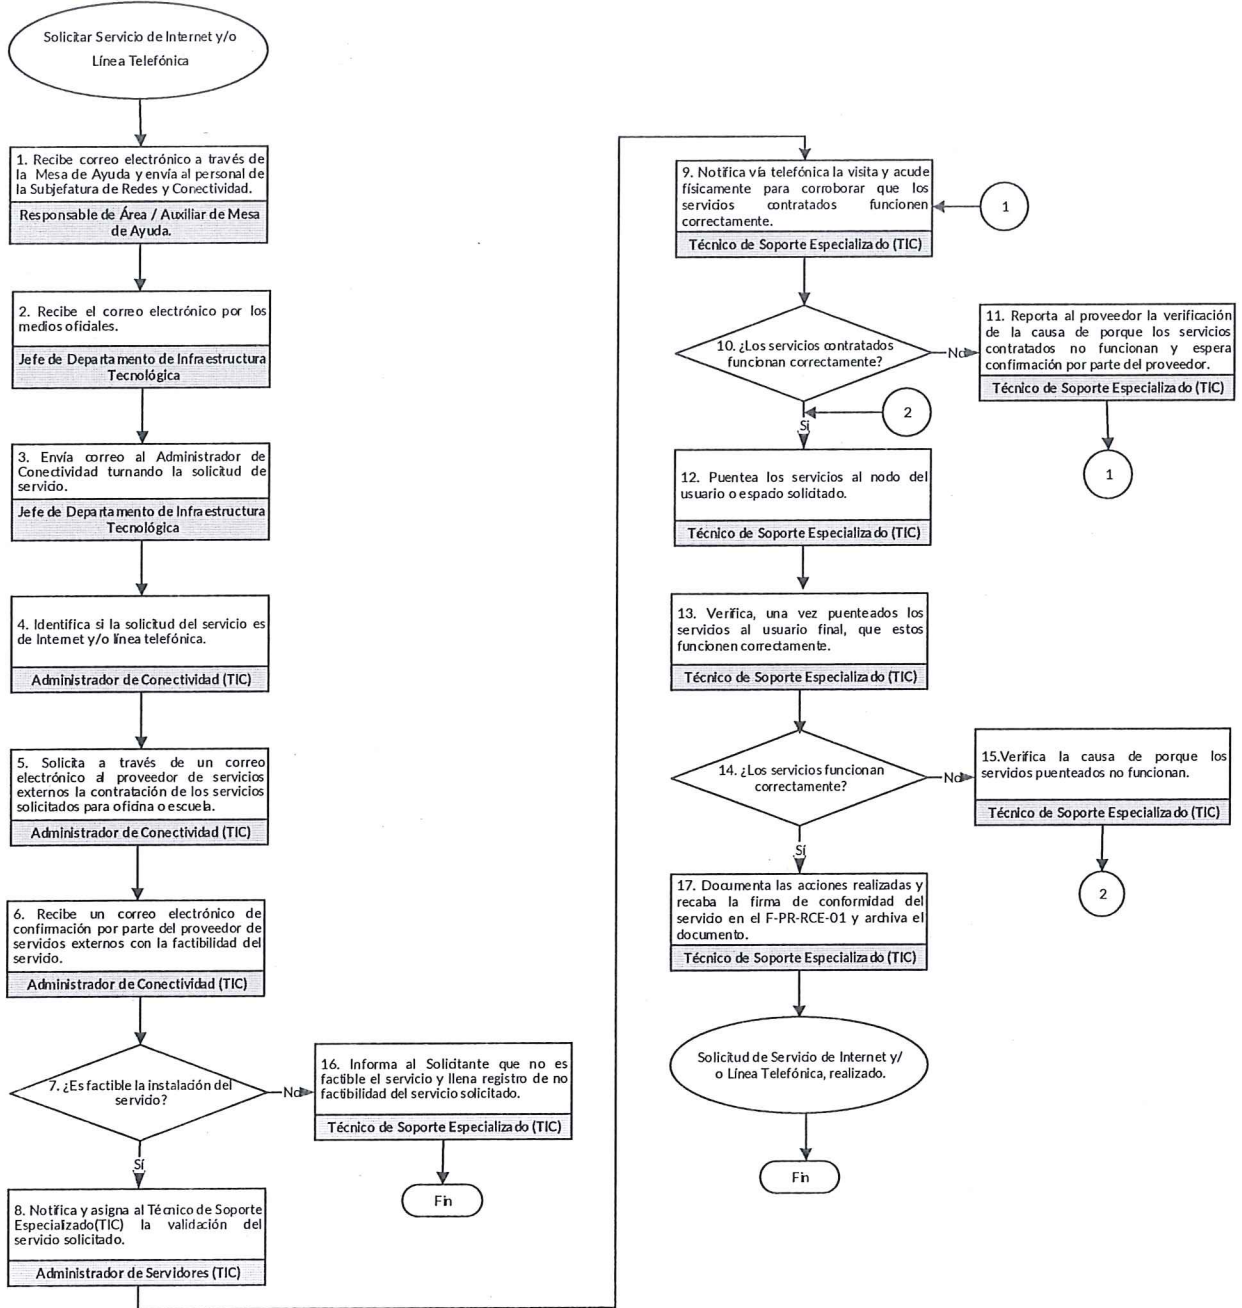 Solicitar Servicio de Internet y/o
Línea Telefónica
1. Recibe correo electrónico a través de
la Mesa de Ayuda y envía al personal de
la Subjefatura de Redes y Conectividad.
Responsable de Área / Auxiliar de Mesa
de Ayuda.
2. Recibe el correo electrónico por los
medios oficiales.
Jefe de Departamento de Infraestructura
Tecnológica
3. Envía correo al Administrador de
Conectividad turnando la solicitud de
servicio.
Jefe de Departamento de Infraestructura
Tecnológica
4. Identifica si la solicitud del servicio es
de Internet y/o línea telefónica.
Administrador de Conectividad (TIC)
5. Solicita a través de un correo
electrónico al proveedor de servicios
externos la contratación de los servicios
solicitados para oficina o escuela.
Administrador de Conectividad (TIC)
6. Recibe un correo electrónico de
confirmación por parte del proveedor de
servicios externos con la factibilidad del
servicio.
Administrador de Conectividad (TIC)
7. ¿Es factible la instalación del
servicio?
No
16. Informa al Solicitante que no es
factible el servicio y llena registro de no
factibilidad del servicio solicitado.
Técnico de Soporte Especializado (TIC)
Fin
Sí
8. Notifica y asigna al Técnico de Soporte
Especializado(TIC) la validación del
servicio solicitado.
Administrador de Servidores (TIC)
9. Notifica vía telefónica la visita y acude
físicamente para corroborar que los
servicios contratados funcionen
correctamente.
Técnico de Soporte Especializado (TIC)
1
10. ¿Los servicios contratados
funcionan correctamente?
No
11. Reporta al proveedor la verificación
de la causa de porque los servicios
contratados no funcionan y espera
confirmación por parte del proveedor.
Técnico de Soporte Especializado (TIC)
1
2
Si
12. Puentea los servicios al nodo del
usuario o espacio solicitado.
Técnico de Soporte Especializado (TIC)
13. Verifica, una vez puenteados los
servicios al usuario final, que estos
funcionen correctamente.
Técnico de Soporte Especializado (TIC)
14. ¿Los servicios funcionan
correctamente?
No
15.Verifica la causa de porque los
servicios puenteados no funcionan.
Técnico de Soporte Especializado (TIC)
2
Sí
17. Documenta las acciones realizadas y
recaba la firma de conformidad del
servicio en el F-PR-RCE-01 y archiva el
documento.
Técnico de Soporte Especializado (TIC)
Solicitud de Servicio de Internet y/
o Línea Telefónica, realizado.
Fin